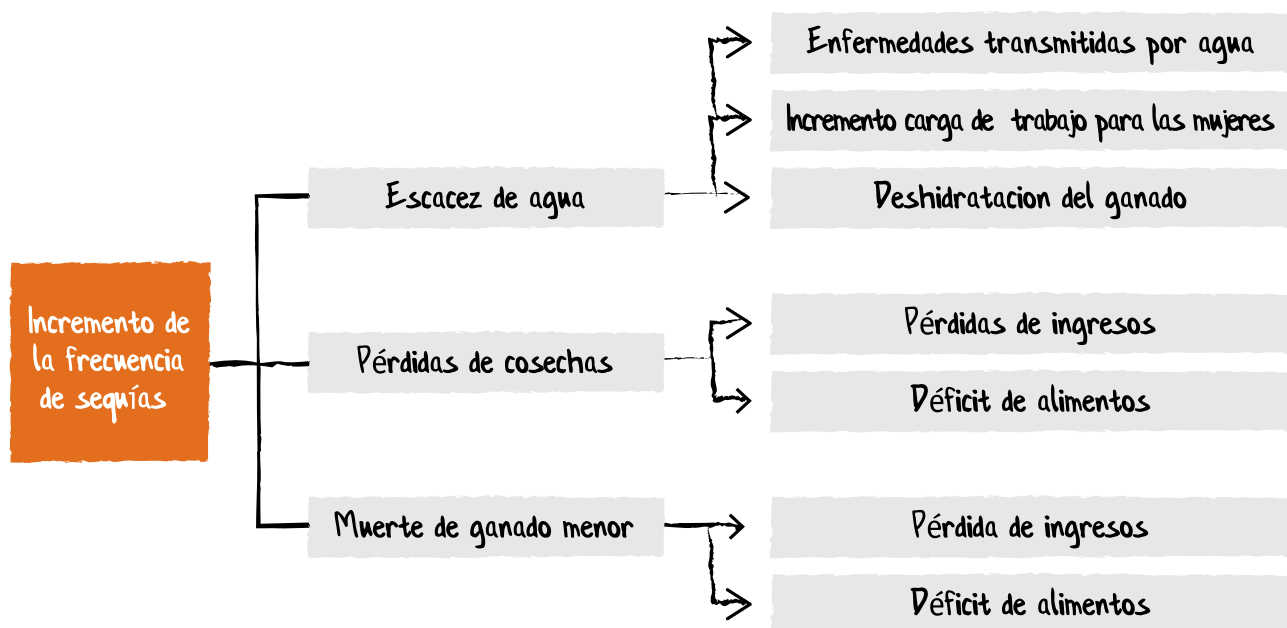 Enfermedades transmitidas por agua
Incremento carga de trabajo para las mujeres
Escacez de agua
Deshidratacion del ganado
Incremento de
la frecuencia
de sequías
Pérdidas de cosechas
Pérdidas de ingresos
Déficit de alimentos
Muerte de ganado menor
Pérdida de ingresos
Déficit de alimentos